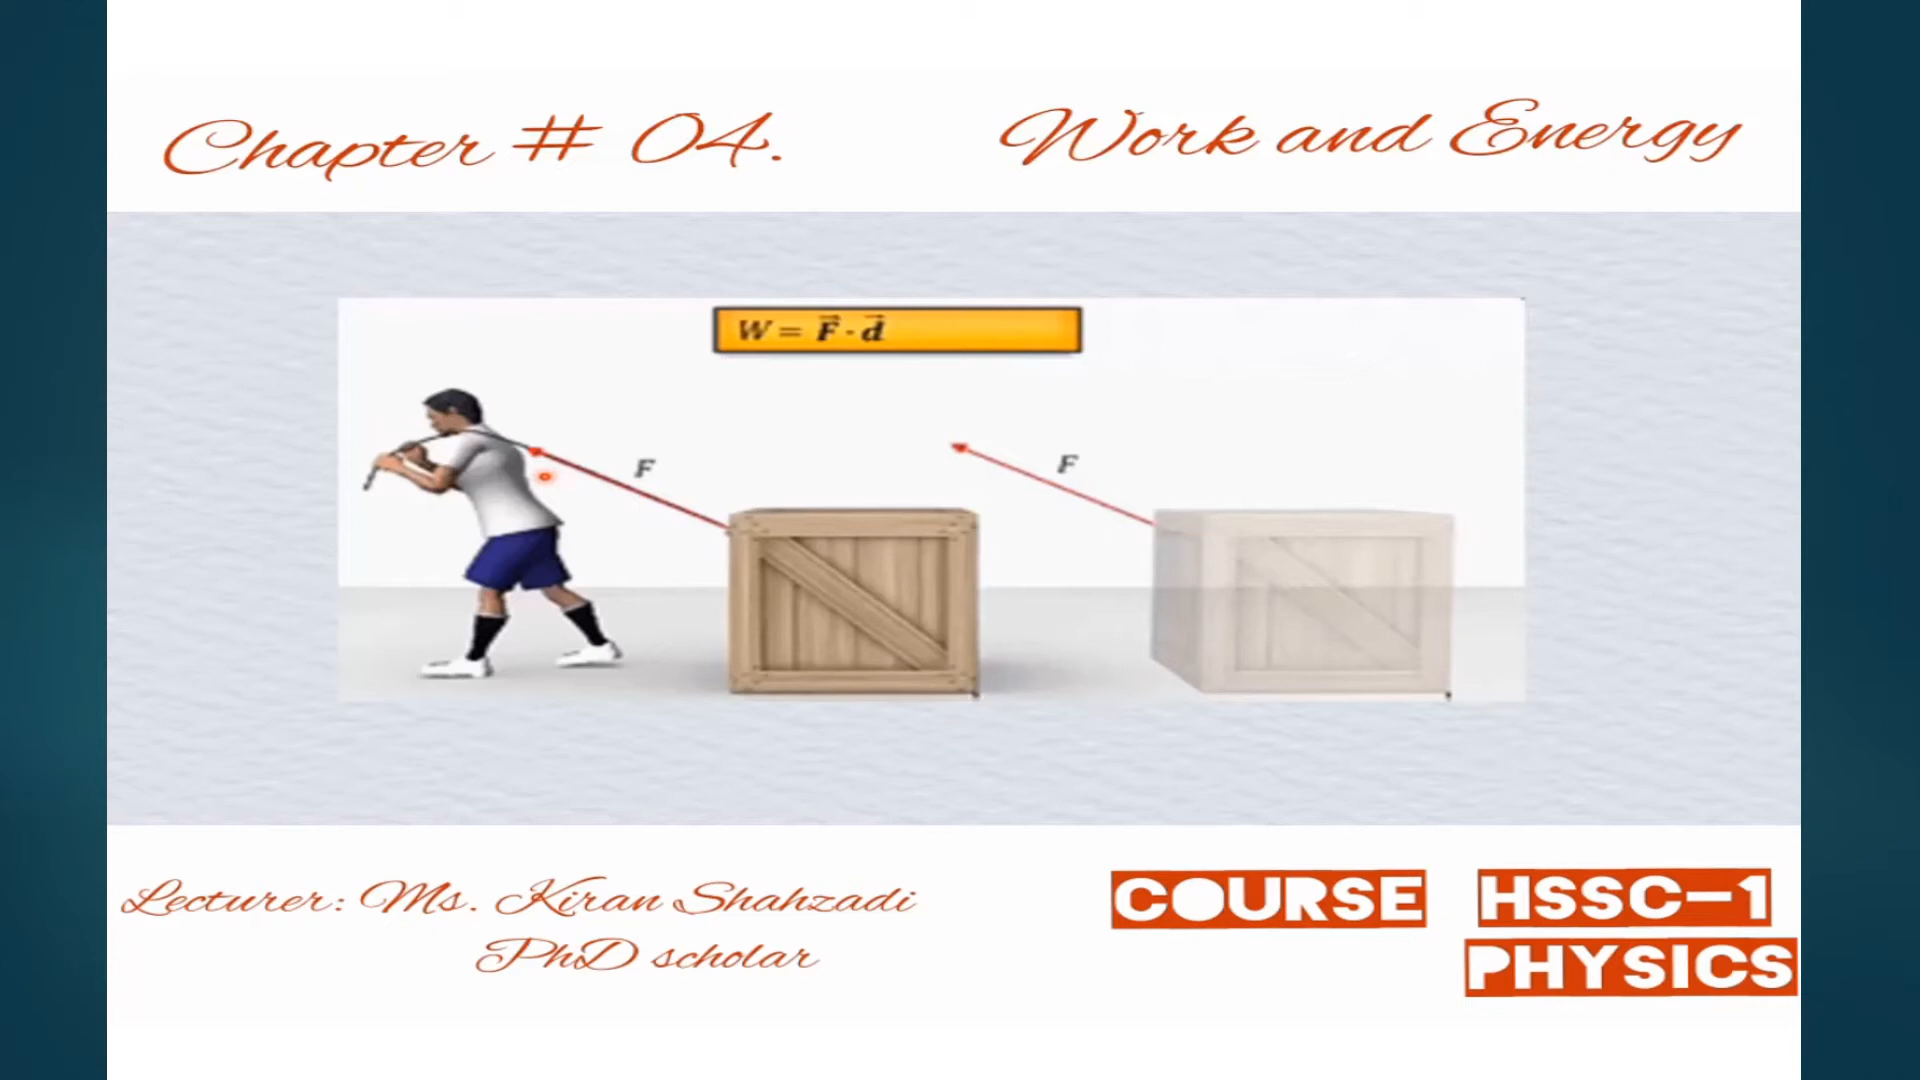 Chapter # 04.
Work and Energy
W = F⃗ · d⃗
F
F
Lecturer: Ms. Kiran Shahzadi
PhD scholar
COURSE
HSSC-1
PHYSICS